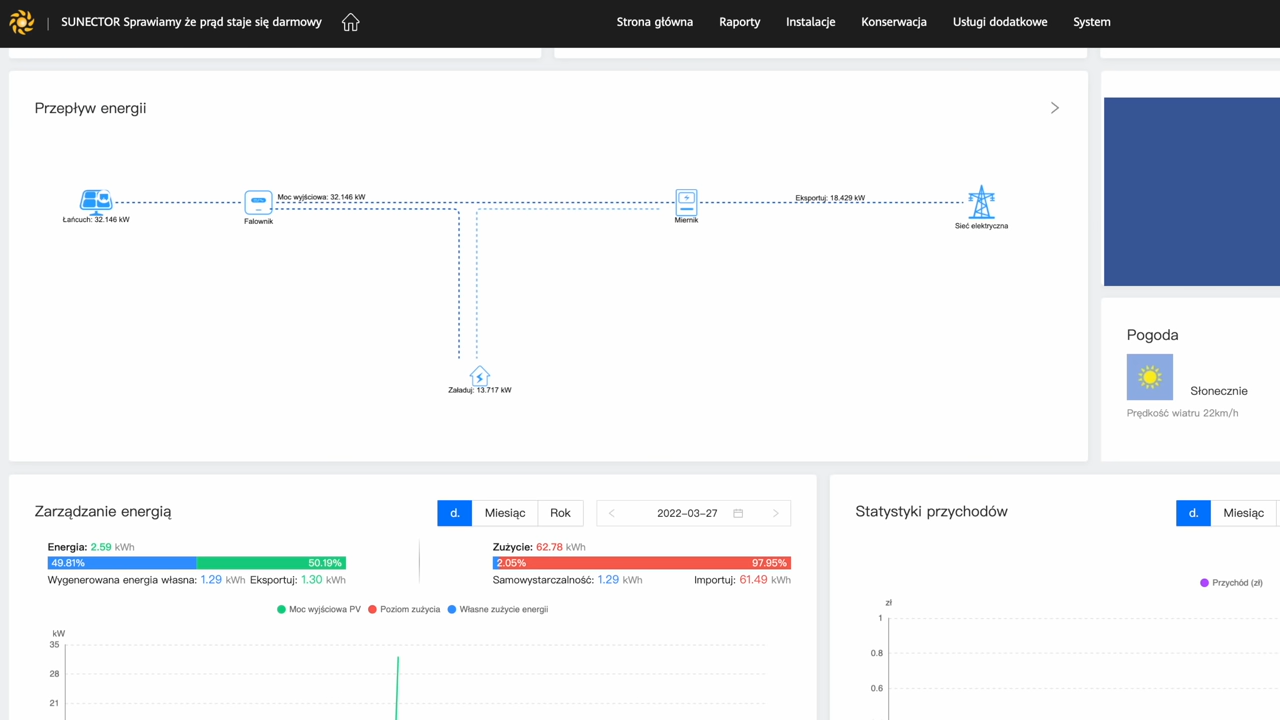 SUNECTOR Sprawiamy że prąd staje się darmowy
Strona główna Raporty Instalacje Konserwacja Usługi dodatkowe System
Przepływ energii
Łańcuch: 32.146 kW
Falownik
Moc wyjściowa: 32.146 kW
Miernik
Eksportuj: 18.429 kW
Sieć elektryczna
Załaduj: 13.717 kW
Pogoda
Słonecznie
Prędkość wiatru 22km/h
Zarządzanie energią
d. Miesiąc Rok
2022-03-27
Energia: 2.59 kWh
49.81% 50.19%
Wygenerowana energia własna: 1.29 kWh Eksportuj: 1.30 kWh
Zużycie: 62.78 kWh
2.05% 97.95%
Samowystarczalność: 1.29 kWh Importuj: 61.49 kWh
Moc wyjściowa PV Poziom zużycia Własne zużycie energii
kW
35
28
21
Statystyki przychodów
d. Miesiąc
Przychód (zł)
zł
1
0.8
0.6